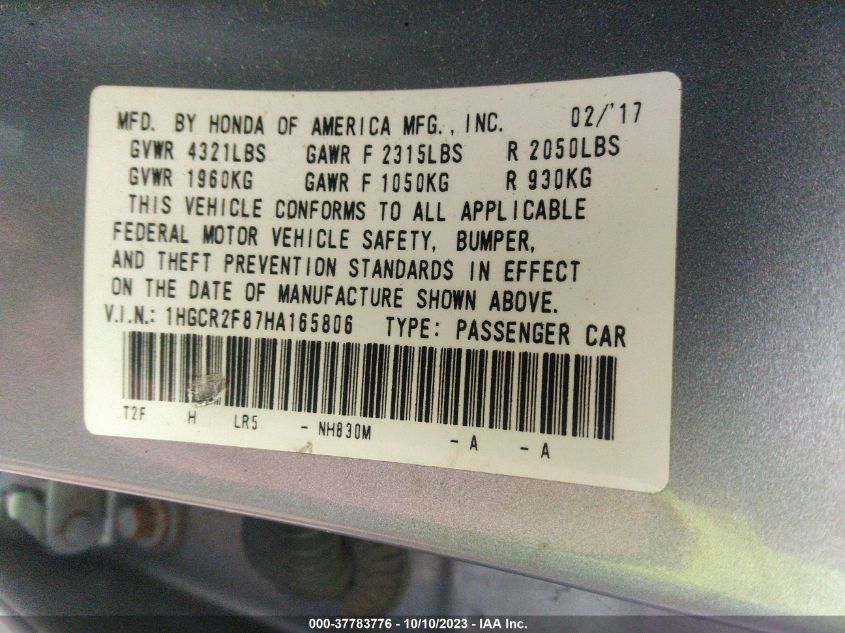 MFD. BY HONDA OF AMERICA MFG., INC. 02/'17
GVWR 4321LBS GAWR F 2315LBS R 2050LBS
GVWR 1960KG GAWR F 1050KG R 930KG
THIS VEHICLE CONFORMS TO ALL APPLICABLE
FEDERAL MOTOR VEHICLE SAFETY, BUMPER,
AND THEFT PREVENTION STANDARDS IN EFFECT
ON THE DATE OF MANUFACTURE SHOWN ABOVE.
V.I.N.: 1HGCR2F87HA165806 TYPE: PASSENGER CAR
T2F H LR5 - NH830M - A - A
000-37783776 - 10/10/2023 - IAA Inc.